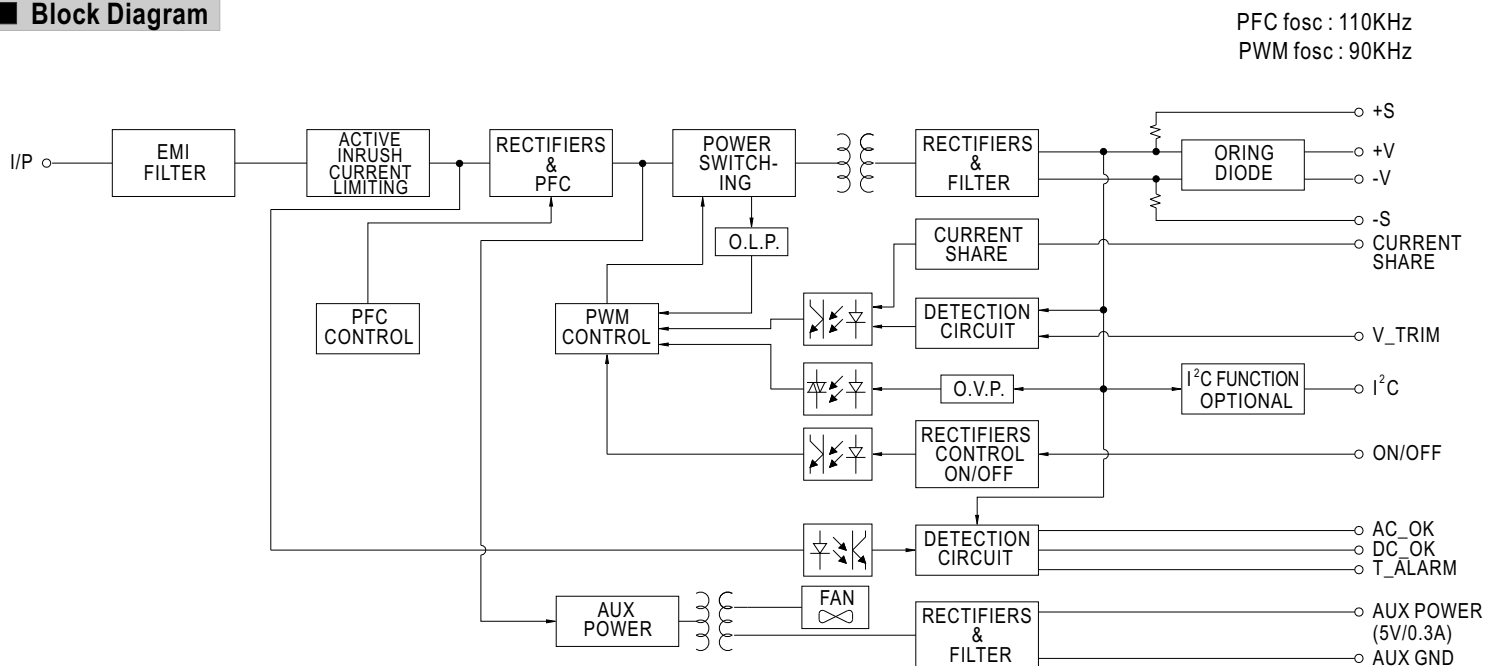 ■ Block Diagram
PFC fosc : 110KHz
PWM fosc : 90KHz
I/P
EMI
FILTER
ACTIVE
INRUSH
CURRENT
LIMITING
RECTIFIERS
&
PFC
POWER
SWITCH-
ING
RECTIFIERS
&
FILTER
ORING
DIODE
+S
+V
-V
-S
O.L.P.
CURRENT
SHARE
CURRENT
SHARE
PFC
CONTROL
PWM
CONTROL
DETECTION
CIRCUIT
V_TRIM
O.V.P.
I²C FUNCTION
OPTIONAL
I²C
RECTIFIERS
CONTROL
ON/OFF
ON/OFF
DETECTION
CIRCUIT
AC_OK
DC_OK
T_ALARM
AUX
POWER
FAN
RECTIFIERS
&
FILTER
AUX POWER
(5V/0.3A)
AUX GND